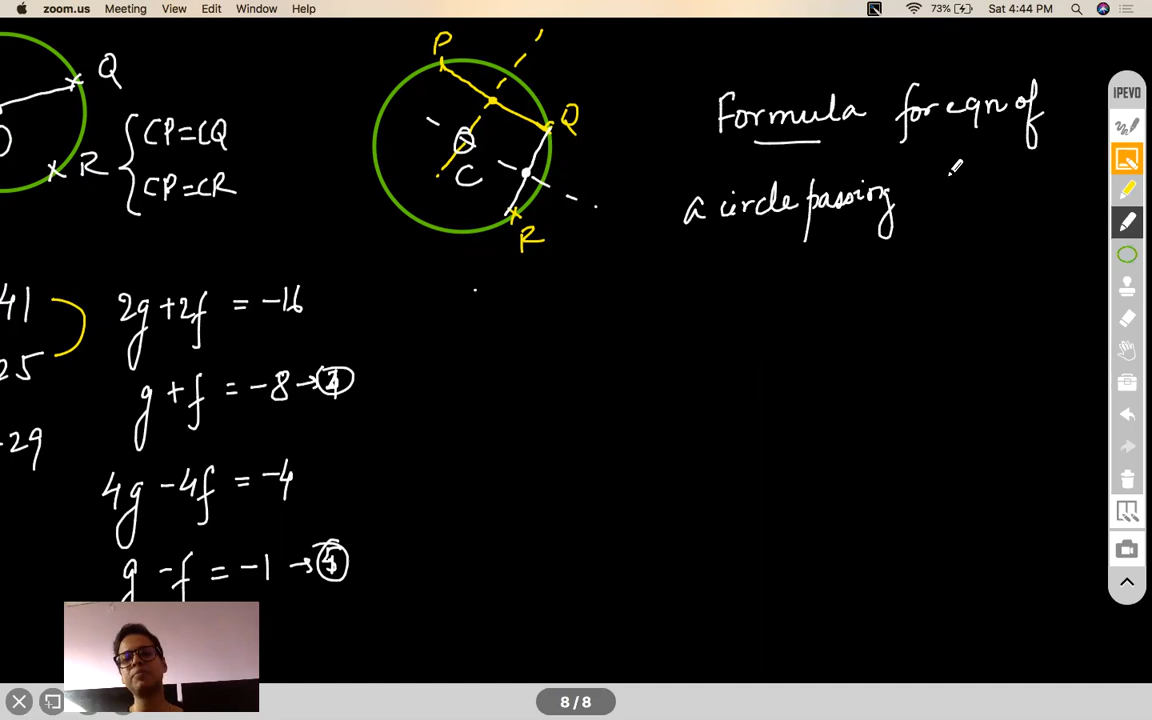 zoom.us Meeting View Edit Window Help 73% Sat 4:44 PM
Q
R
CP=CQ
CP=CR
P
Q
C
R
Formula for eqn of
a circle passing
IPEVO
41
25
29
2g+2f = -16
g+f = -8 → 4
4g-4f = -4
g-f = -1 → 5
8/8